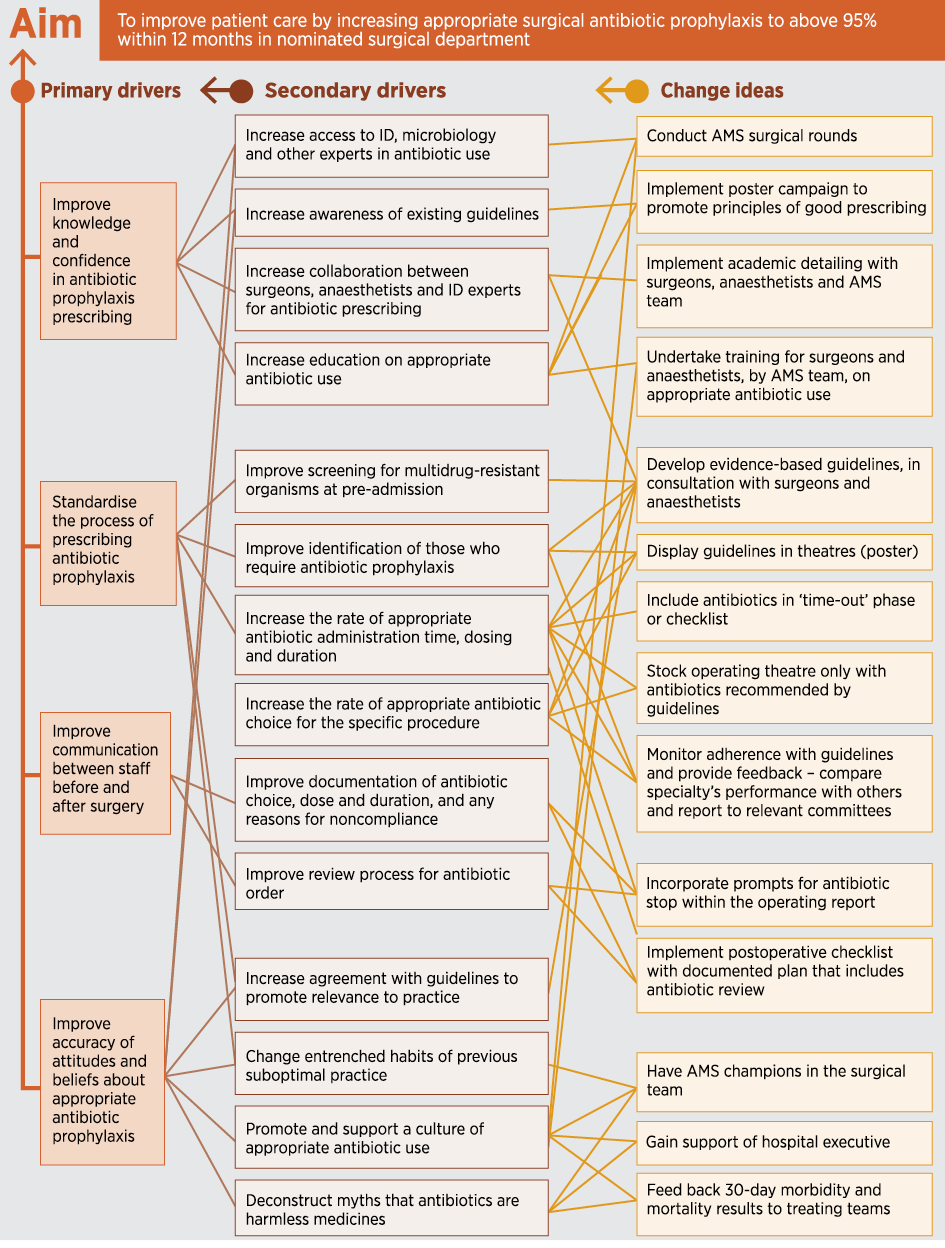 Aim
To improve patient care by increasing appropriate surgical antibiotic prophylaxis to above 95%
within 12 months in nominated surgical department
Primary drivers
Secondary drivers
Change ideas
Improve
knowledge
and
confidence
in antibiotic
prophylaxis
prescribing
Standardise
the process of
prescribing
antibiotic
prophylaxis
Improve
communication
between staff
before and
after surgery
Improve
accuracy of
attitudes and
beliefs about
appropriate
antibiotic
prophylaxis
Increase access to ID, microbiology
and other experts in antibiotic use
Increase awareness of existing guidelines
Increase collaboration between
surgeons, anaesthetists and ID experts
for antibiotic prescribing
Increase education on appropriate
antibiotic use
Improve screening for multidrug-resistant
organisms at pre-admission
Improve identification of those who
require antibiotic prophylaxis
Increase the rate of appropriate
antibiotic administration time, dosing
and duration
Increase the rate of appropriate antibiotic
choice for the specific procedure
Improve documentation of antibiotic
choice, dose and duration, and any
reasons for noncompliance
Improve review process for antibiotic
order
Increase agreement with guidelines to
promote relevance to practice
Change entrenched habits of previous
suboptimal practice
Promote and support a culture of
appropriate antibiotic use
Deconstruct myths that antibiotics are
harmless medicines
Conduct AMS surgical rounds
Implement poster campaign to
promote principles of good prescribing
Implement academic detailing with
surgeons, anaesthetists and AMS
team
Undertake training for surgeons and
anaesthetists, by AMS team, on
appropriate antibiotic use
Develop evidence-based guidelines, in
consultation with surgeons and
anaesthetists
Display guidelines in theatres (poster)
Include antibiotics in ‘time-out’ phase
or checklist
Stock operating theatre only with
antibiotics recommended by
guidelines
Monitor adherence with guidelines
and provide feedback – compare
specialty’s performance with others
and report to relevant committees
Incorporate prompts for antibiotic
stop within the operating report
Implement postoperative checklist
with documented plan that includes
antibiotic review
Have AMS champions in the surgical
team
Gain support of hospital executive
Feed back 30-day morbidity and
mortality results to treating teams